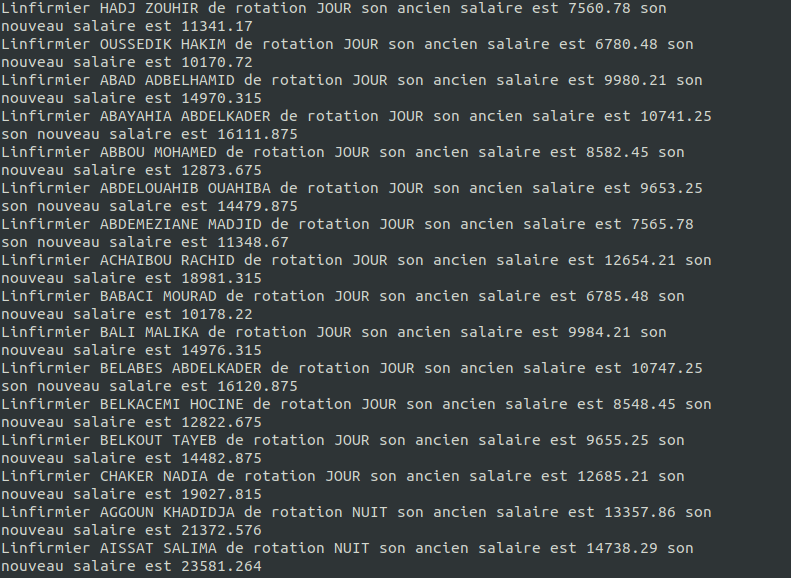 Linfirmier HADJ ZOUHIR de rotation JOUR son ancien salaire est 7560.78 son
nouveau salaire est 11341.17
Linfirmier OUSSEDIK HAKIM de rotation JOUR son ancien salaire est 6780.48 son
nouveau salaire est 10170.72
Linfirmier ABAD ADBELHAMID de rotation JOUR son ancien salaire est 9980.21 son
nouveau salaire est 14970.315
Linfirmier ABAYAHIA ABDELKADER de rotation JOUR son ancien salaire est 10741.25
son nouveau salaire est 16111.875
Linfirmier ABBOU MOHAMED de rotation JOUR son ancien salaire est 8582.45 son
nouveau salaire est 12873.675
Linfirmier ABDELOUAHIB OUAHIBA de rotation JOUR son ancien salaire est 9653.25
son nouveau salaire est 14479.875
Linfirmier ABDEMEZIANE MADJID de rotation JOUR son ancien salaire est 7565.78
son nouveau salaire est 11348.67
Linfirmier ACHAIBOU RACHID de rotation JOUR son ancien salaire est 12654.21 son
nouveau salaire est 18981.315
Linfirmier BABACI MOURAD de rotation JOUR son ancien salaire est 6785.48 son
nouveau salaire est 10178.22
Linfirmier BALI MALIKA de rotation JOUR son ancien salaire est 9984.21 son
nouveau salaire est 14976.315
Linfirmier BELABES ABDELKADER de rotation JOUR son ancien salaire est 10747.25
son nouveau salaire est 16120.875
Linfirmier BELKACEMI HOCINE de rotation JOUR son ancien salaire est 8548.45 son
nouveau salaire est 12822.675
Linfirmier BELKOUT TAYEB de rotation JOUR son ancien salaire est 9655.25 son
nouveau salaire est 14482.875
Linfirmier CHAKER NADIA de rotation JOUR son ancien salaire est 12685.21 son
nouveau salaire est 19027.815
Linfirmier AGGOUN KHADIDJA de rotation NUIT son ancien salaire est 13357.86 son
nouveau salaire est 21372.576
Linfirmier AISSAT SALIMA de rotation NUIT son ancien salaire est 14738.29 son
nouveau salaire est 23581.264